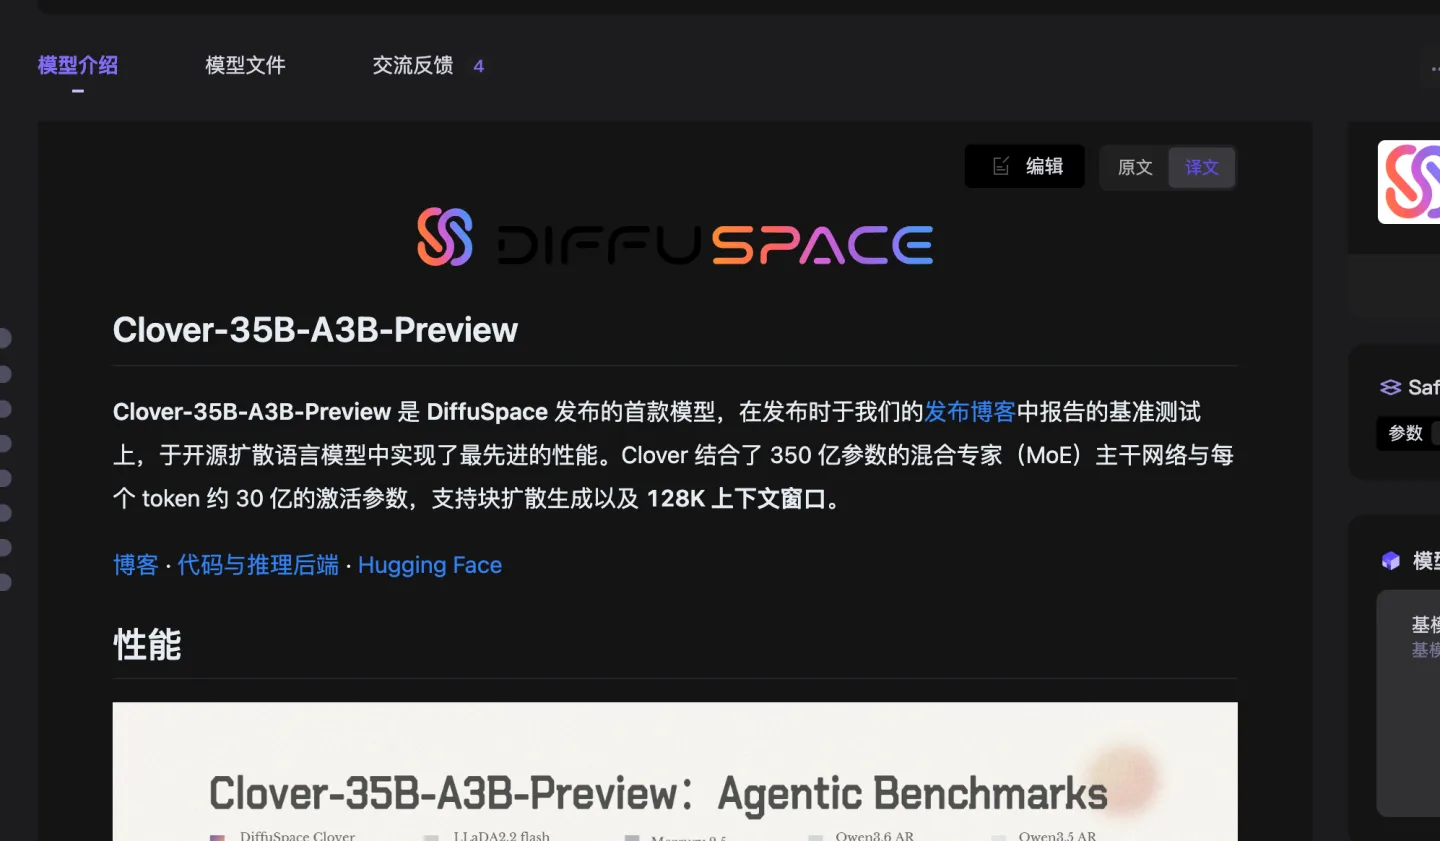 模型介绍
模型文件
交流反馈 4
编辑
原文
译文
DIFFUSPACE
Clover-35B-A3B-Preview
Clover-35B-A3B-Preview 是 DiffuSpace 发布的首款模型，在发布时于我们的发布博客中报告的基准测试
上，于开源扩散语言模型中实现了最先进的性能。Clover 结合了 350 亿参数的混合专家（MoE）主干网络与每
个 token 约 30 亿的激活参数，支持块扩散生成以及 128K 上下文窗口。
博客 · 代码与推理后端 · Hugging Face
性能
Clover-35B-A3B-Preview: Agentic Benchmarks
DiffuSpace Clover
LLaDA2.2 flash
Qwen3.6 AR
Qwen3.5 AR
Saf
参数
模型
基模
基模